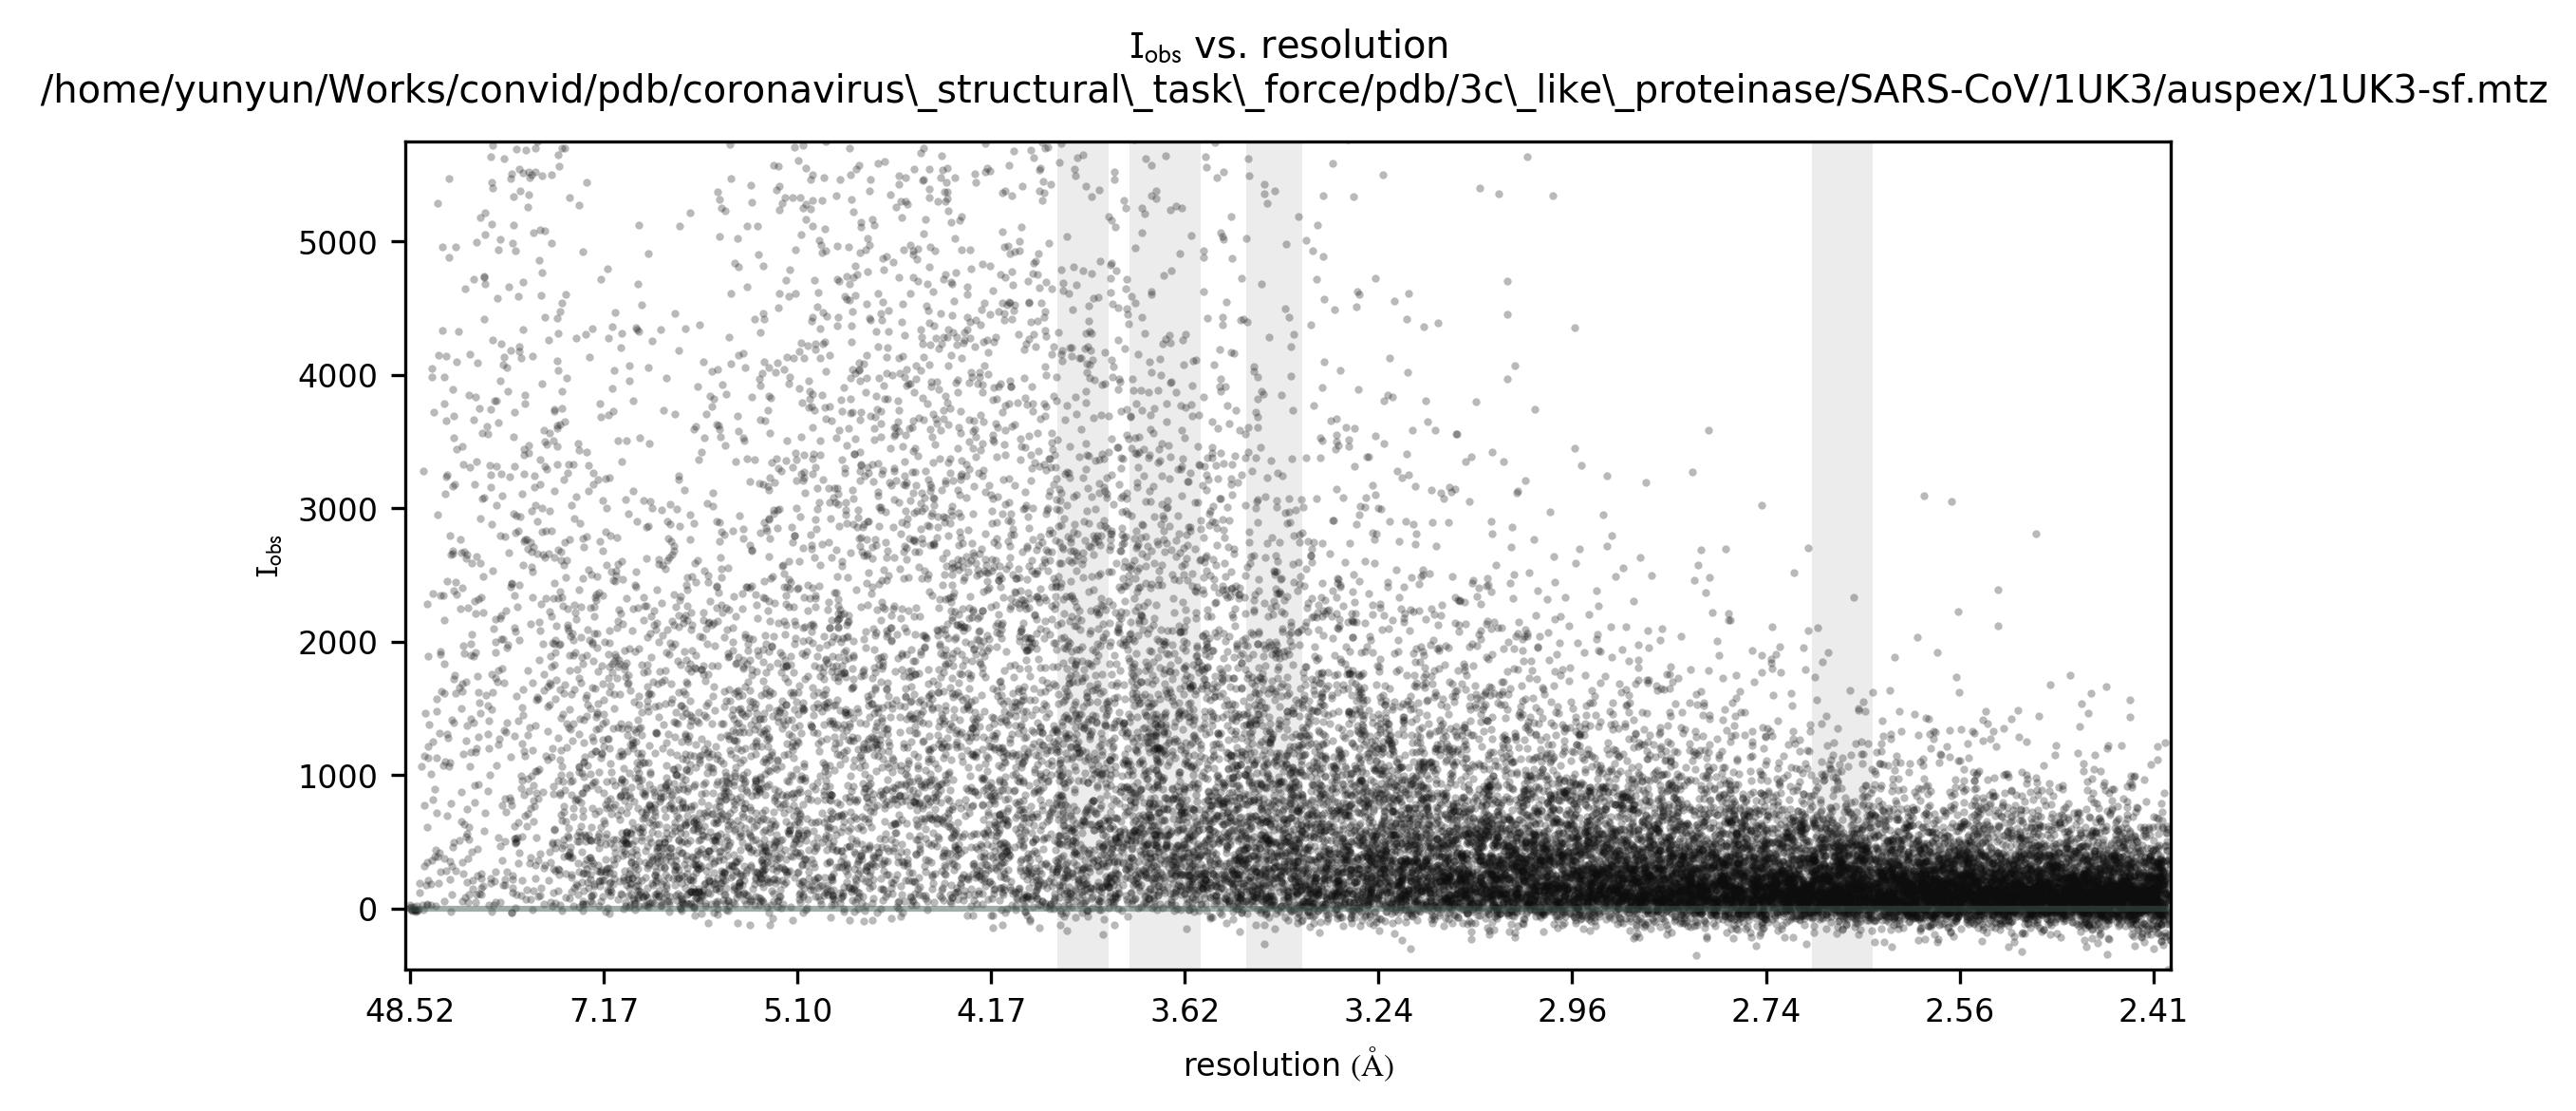 I_obs vs. resolution
/home/yunyun/Works/convid/pdb/coronavirus\_structural\_task\_force/pdb/3c\_like\_proteinase/SARS-CoV/1UK3/auspex/1UK3-sf.mtz
I_obs
5000
4000
3000
2000
1000
0
48.52 7.17 5.10 4.17 3.62 3.24 2.96 2.74 2.56 2.41
resolution (Å)